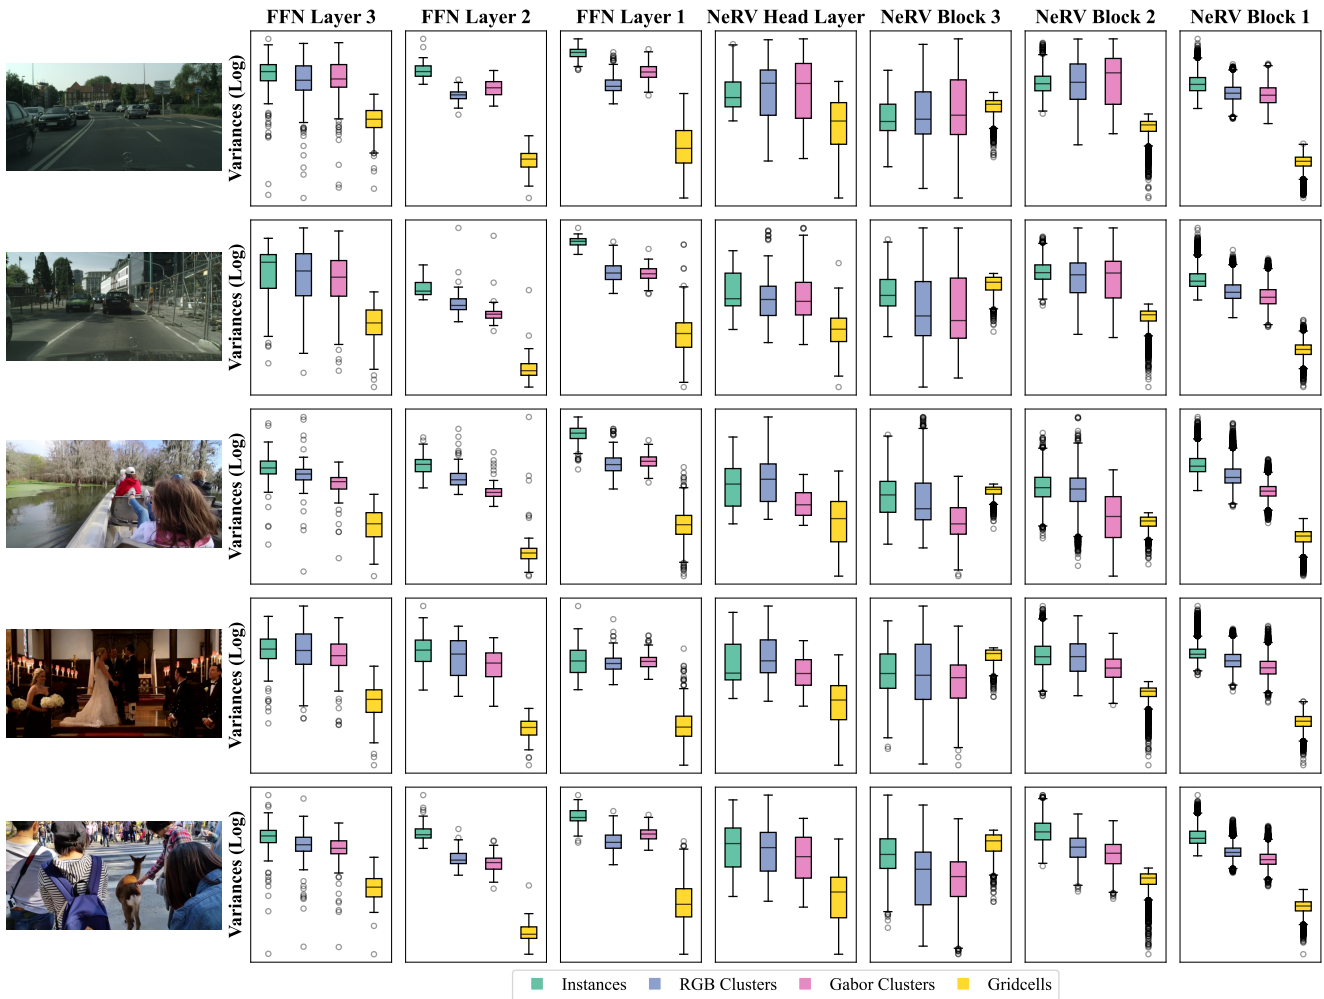 FFN Layer 3 FFN Layer 2 FFN Layer 1 NeRV Head Layer NeRV Block 3 NeRV Block 2 NeRV Block 1
Variances (Log)
Variances (Log)
Variances (Log)
Variances (Log)
Variances (Log)
Instances RGB Clusters Gabor Clusters Gridcells